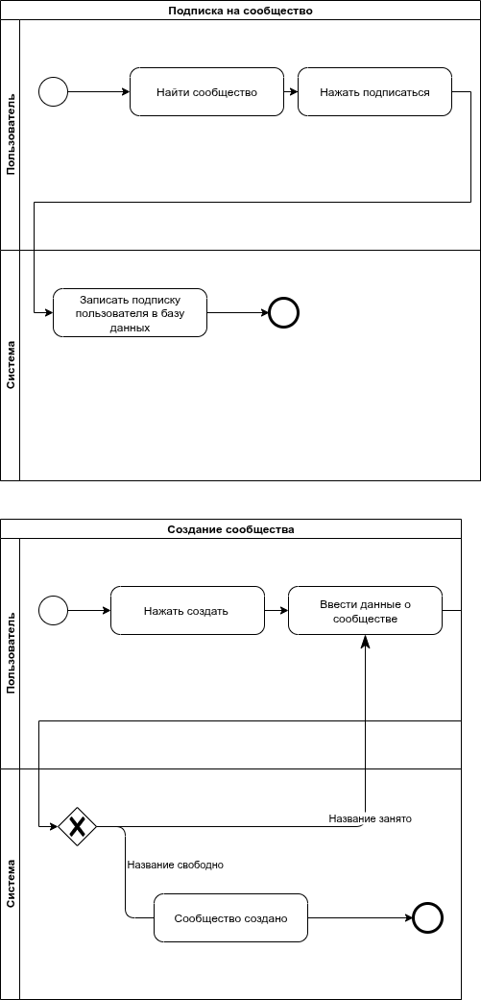 Подписка на сообщество
Пользователь
Найти сообщество
Нажать подписаться
Система
Записать подписку
пользователя в базу
данных
Создание сообщества
Пользователь
Нажать создать
Ввести данные о
сообществе
Система
Название занято
Название свободно
Сообщество создано